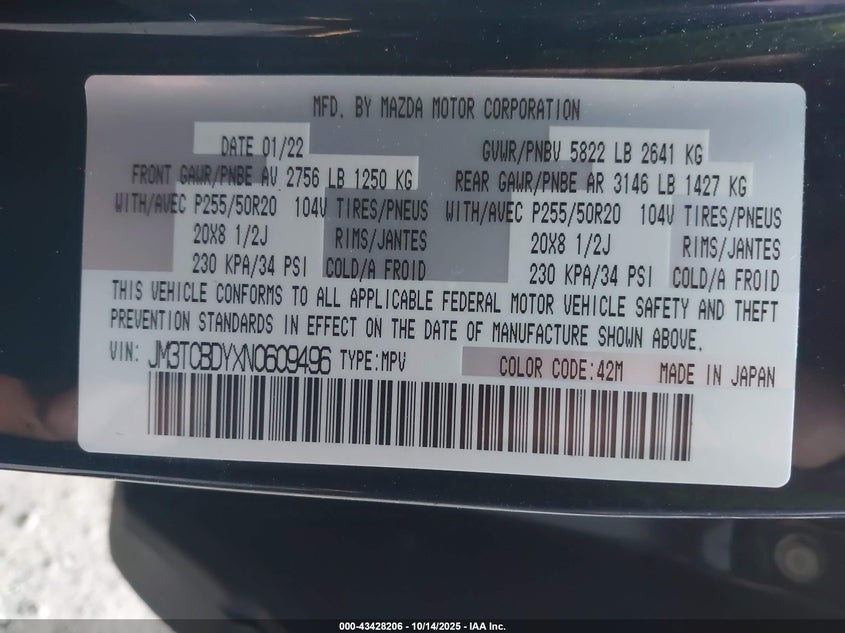 MFD. BY MAZDA MOTOR CORPORATION
DATE 01/22 GVWR/PNBV 5822 LB 2641 KG
FRONT GAWR/PNBE AV 2756 LB 1250 KG REAR GAWR/PNBE AR 3146 LB 1427 KG
WITH/AVEC P255/50R20 104V TIRES/PNEUS WITH/AVEC P255/50R20 104V TIRES/PNEUS
20X8 1/2J RIMS/JANTES 20X8 1/2J RIMS/JANTES
230 KPA/34 PSI COLD/A FROID 230 KPA/34 PSI COLD/A FROID
THIS VEHICLE CONFORMS TO ALL APPLICABLE FEDERAL MOTOR VEHICLE SAFETY AND THEFT
PREVENTION STANDARDS IN EFFECT ON THE DATE OF MANUFACTURE SHOWN ABOVE.
VIN: JM3TCBDYXN0609496 TYPE:MPV COLOR CODE:42M MADE IN JAPAN
000-43428206 - 10/14/2025 - IAA Inc.